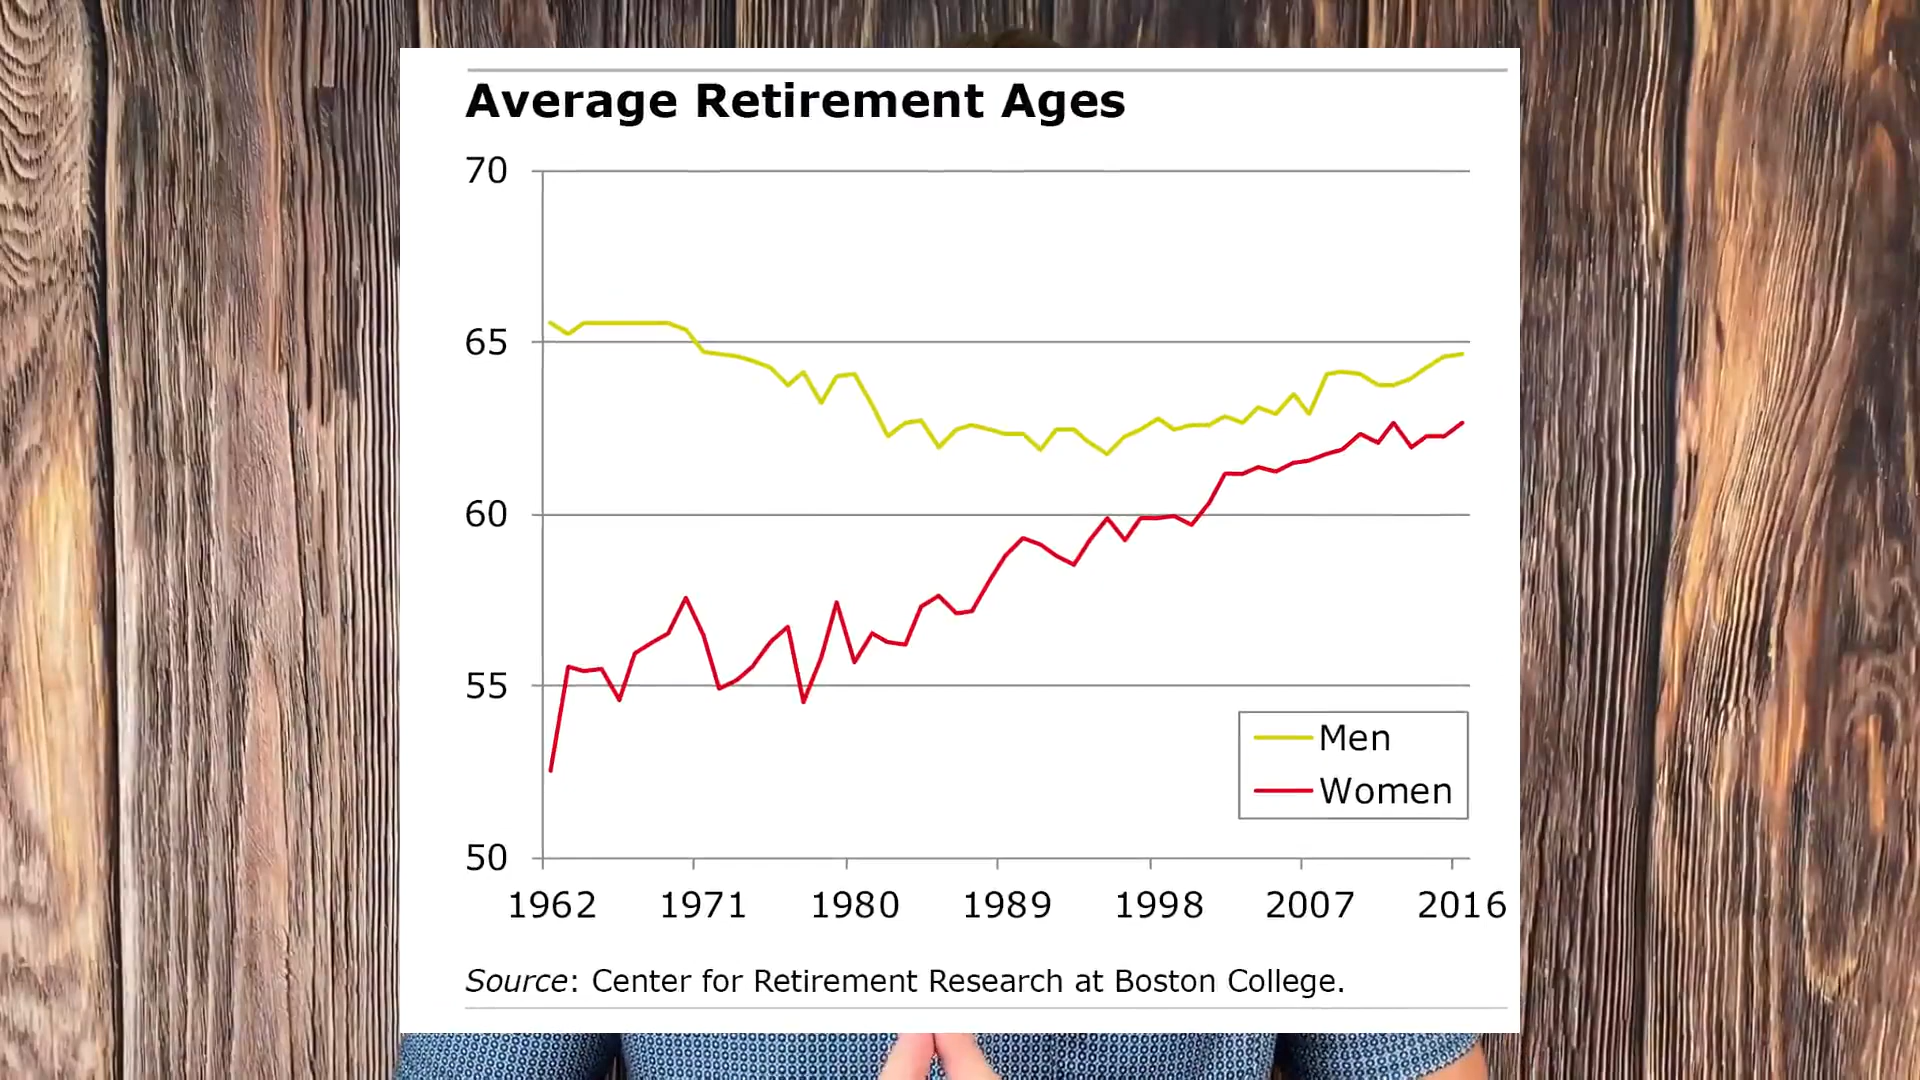 Average Retirement Ages
70
65
60
55
50
Men
Women
1962 1971 1980 1989 1998 2007 2016
Source: Center for Retirement Research at Boston College.